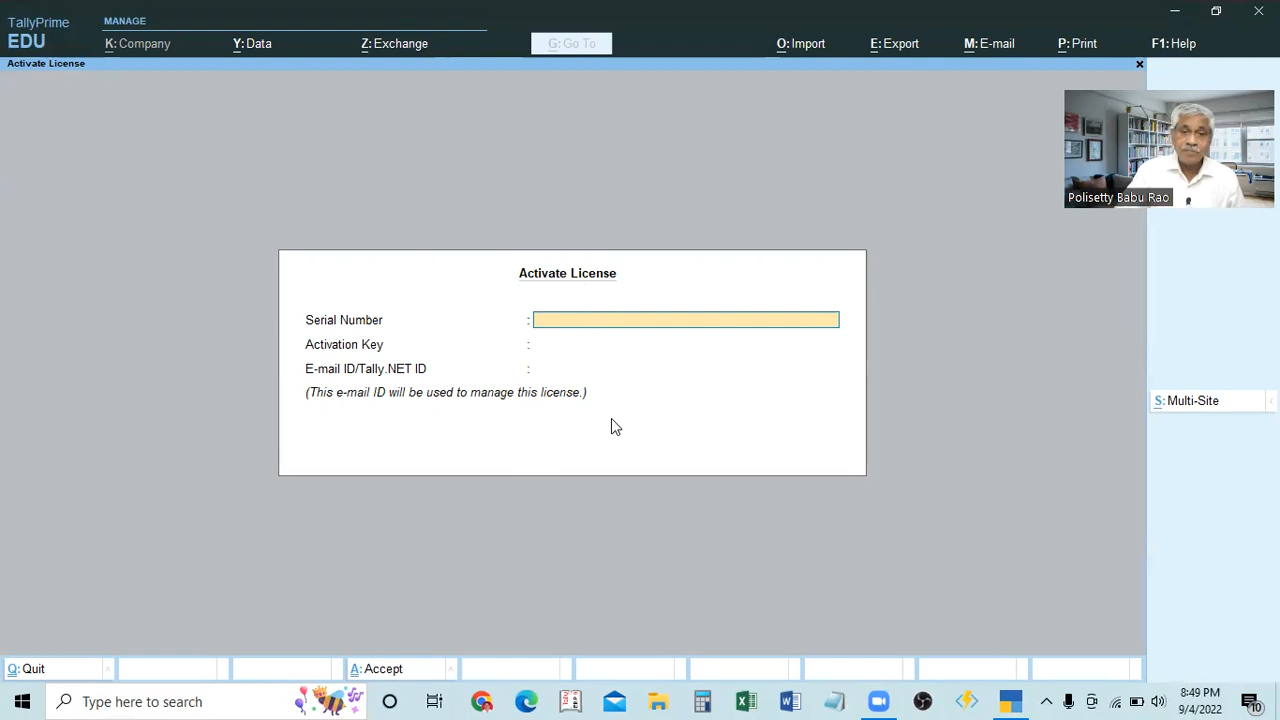 TallyPrime
EDU
MANAGE
K: Company
Y: Data
Z: Exchange
G: Go To
O: Import
E: Export
M: E-mail
P: Print
F1: Help
Activate License
Polisetty Babu Rao
Activate License
Serial Number :
Activation Key :
E-mail ID/Tally.NET ID :
(This e-mail ID will be used to manage this license.)
S: Multi-Site
Q: Quit
A: Accept
Type here to search
8:49 PM
9/4/2022
10